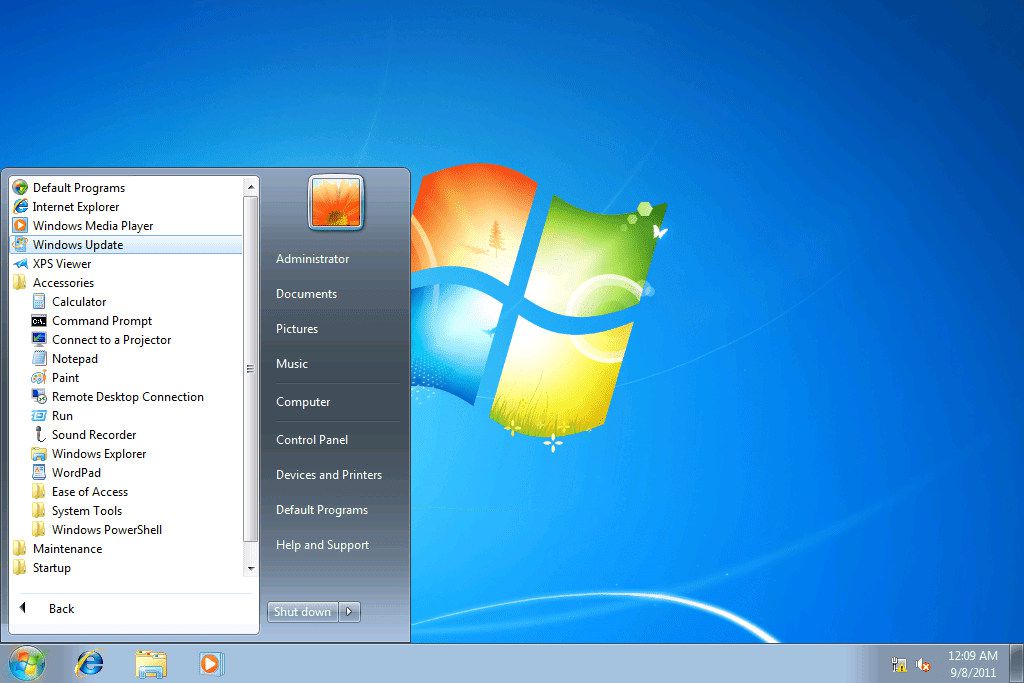 Default Programs
Internet Explorer
Windows Media Player
Windows Update
XPS Viewer
Accessories
Calculator
Command Prompt
Connect to a Projector
Notepad
Paint
Remote Desktop Connection
Run
Sound Recorder
Windows Explorer
WordPad
Ease of Access
System Tools
Windows PowerShell
Maintenance
Startup
Back
Administrator
Documents
Pictures
Music
Computer
Control Panel
Devices and Printers
Default Programs
Help and Support
Shut down
12:09 AM
9/8/2011